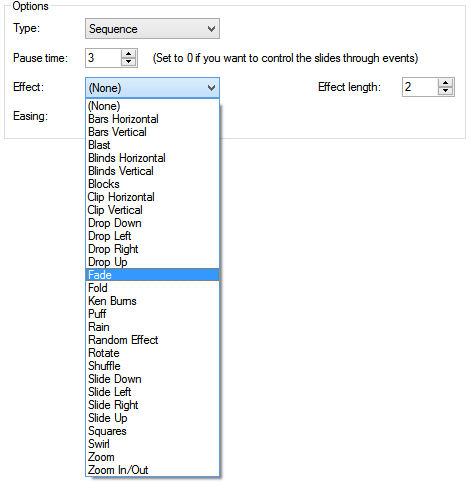 Options
Type: Sequence
Pause time: 3 (Set to 0 if you want to control the slides through events)
Effect: (None) Effect length: 2
Easing:
(None)
Bars Horizontal
Bars Vertical
Blast
Blinds Horizontal
Blinds Vertical
Blocks
Clip Horizontal
Clip Vertical
Drop Down
Drop Left
Drop Right
Drop Up
Fade
Fold
Ken Burns
Puff
Rain
Random Effect
Rotate
Shuffle
Slide Down
Slide Left
Slide Right
Slide Up
Squares
Swirl
Zoom
Zoom In/Out